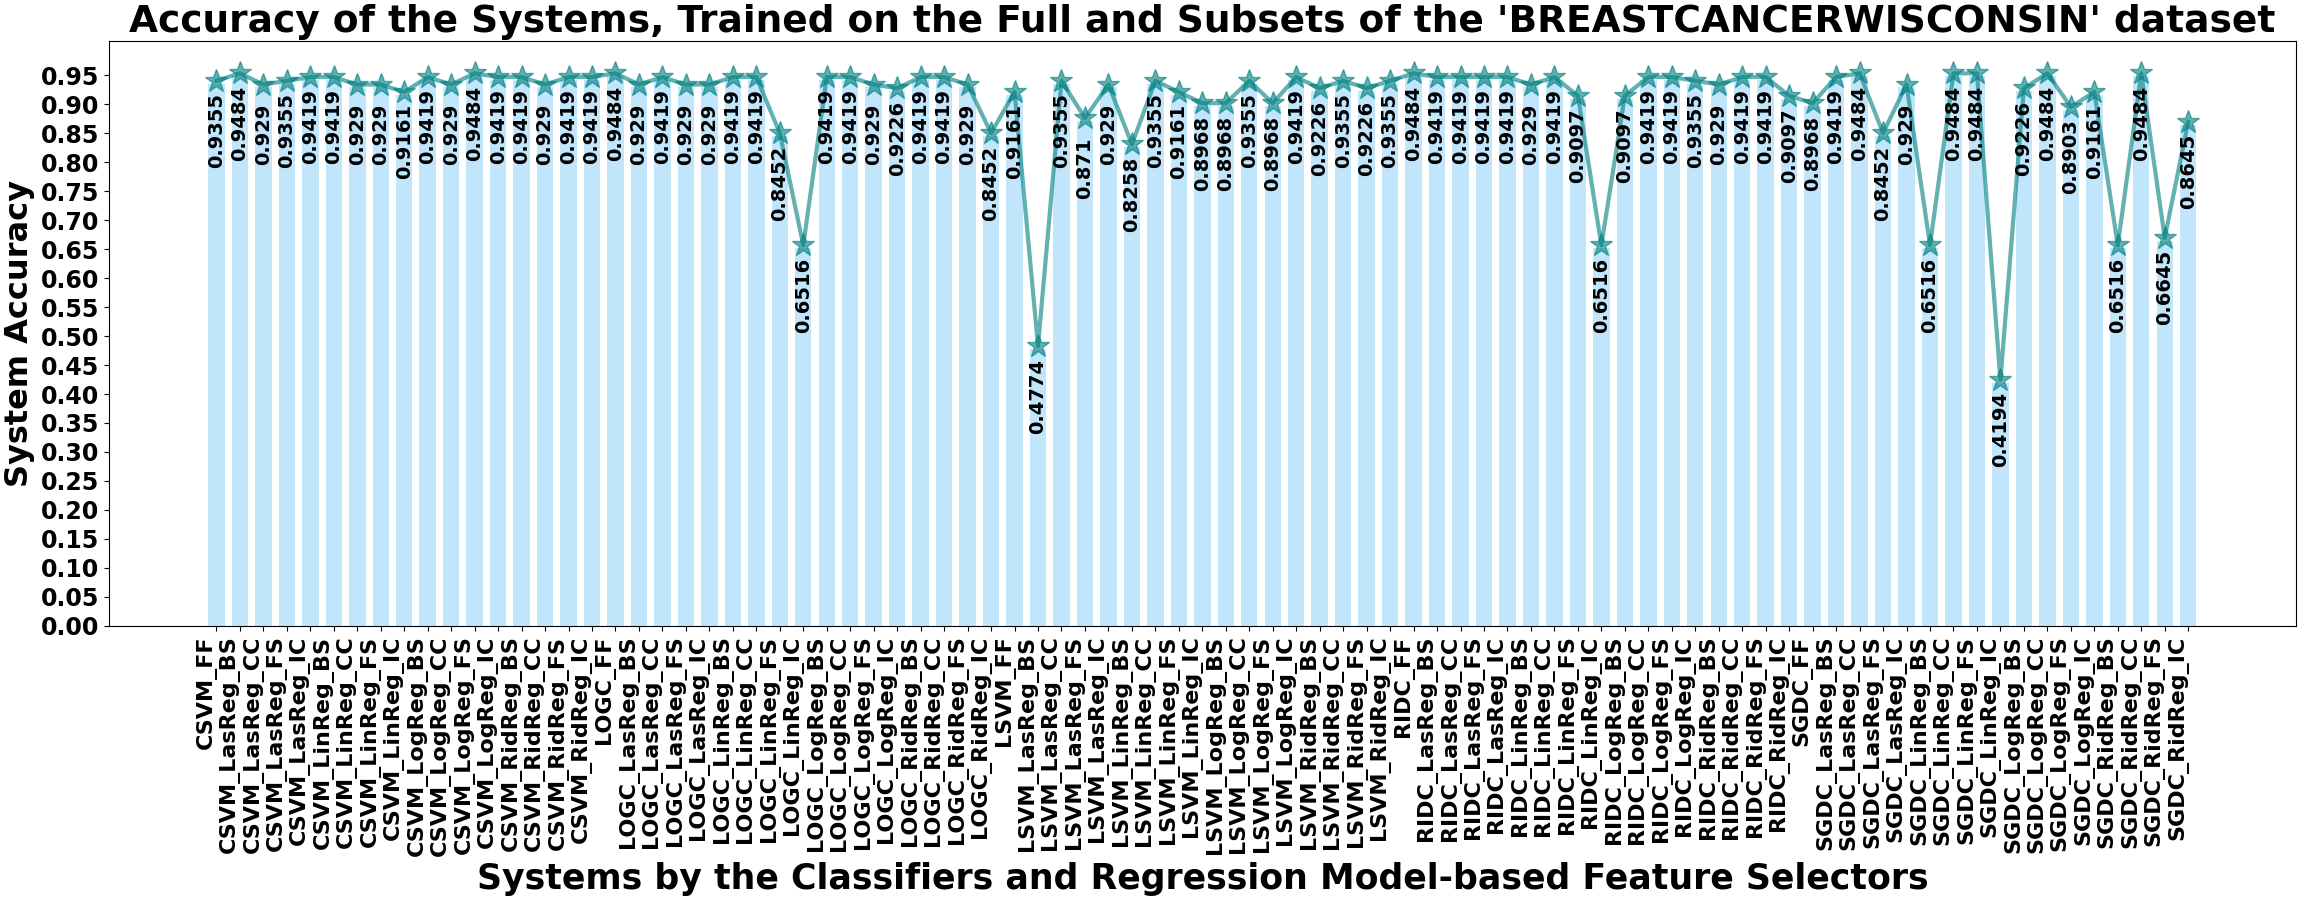 Accuracy of the Systems, Trained on the Full and Subsets of the 'BREASTCANCERWISCONSIN' dataset
System Accuracy
0.95
0.90
0.85
0.80
0.75
0.70
0.65
0.60
0.55
0.50
0.45
0.40
0.35
0.30
0.25
0.20
0.15
0.10
0.05
0.00
0.9355
0.9484
0.929
0.9355
0.9419
0.9419
0.929
0.929
0.9161
0.9419
0.929
0.9484
0.9419
0.9419
0.929
0.9419
0.9419
0.9484
0.929
0.9419
0.929
0.929
0.9419
0.9419
0.8452
0.6516
0.9419
0.9419
0.929
0.9226
0.9419
0.9419
0.929
0.8452
0.9161
0.4774
0.9355
0.871
0.929
0.8258
0.9355
0.9161
0.8968
0.8968
0.9355
0.8968
0.9419
0.9226
0.9355
0.9226
0.9355
0.9484
0.9419
0.9419
0.9419
0.9419
0.929
0.9419
0.9097
0.6516
0.9097
0.9419
0.9419
0.9355
0.929
0.9419
0.9419
0.9097
0.8968
0.9419
0.9484
0.8452
0.929
0.6516
0.9484
0.9484
0.4194
0.9226
0.9484
0.8903
0.9161
0.6516
0.9484
0.6645
0.8645
CSVM_FF
CSVM_LasReg_BS
CSVM_LasReg_CC
CSVM_LasReg_FS
CSVM_LasReg_IC
CSVM_LinReg_BS
CSVM_LinReg_CC
CSVM_LinReg_FS
CSVM_LinReg_IC
CSVM_LogReg_BS
CSVM_LogReg_CC
CSVM_LogReg_FS
CSVM_LogReg_IC
CSVM_RidReg_BS
CSVM_RidReg_CC
CSVM_RidReg_FS
CSVM_RidReg_IC
LOGC_FF
LOGC_LasReg_BS
LOGC_LasReg_CC
LOGC_LasReg_FS
LOGC_LasReg_IC
LOGC_LinReg_BS
LOGC_LinReg_CC
LOGC_LinReg_FS
LOGC_LinReg_IC
LOGC_LogReg_BS
LOGC_LogReg_CC
LOGC_LogReg_FS
LOGC_LogReg_IC
LOGC_RidReg_BS
LOGC_RidReg_CC
LOGC_RidReg_FS
LOGC_RidReg_IC
LSVM_FF
LSVM_LasReg_BS
LSVM_LasReg_CC
LSVM_LasReg_FS
LSVM_LasReg_IC
LSVM_LinReg_BS
LSVM_LinReg_CC
LSVM_LinReg_FS
LSVM_LinReg_IC
LSVM_LogReg_BS
LSVM_LogReg_CC
LSVM_LogReg_FS
LSVM_LogReg_IC
LSVM_RidReg_BS
LSVM_RidReg_CC
LSVM_RidReg_FS
LSVM_RidReg_IC
RIDC_FF
RIDC_LasReg_BS
RIDC_LasReg_CC
RIDC_LasReg_FS
RIDC_LasReg_IC
RIDC_LinReg_BS
RIDC_LinReg_CC
RIDC_LinReg_FS
RIDC_LinReg_IC
RIDC_LogReg_BS
RIDC_LogReg_CC
RIDC_LogReg_FS
RIDC_LogReg_IC
RIDC_RidReg_BS
RIDC_RidReg_CC
RIDC_RidReg_FS
RIDC_RidReg_IC
SGDC_FF
SGDC_LasReg_BS
SGDC_LasReg_CC
SGDC_LasReg_FS
SGDC_LasReg_IC
SGDC_LinReg_BS
SGDC_LinReg_CC
SGDC_LinReg_FS
SGDC_LinReg_IC
SGDC_LogReg_BS
SGDC_LogReg_CC
SGDC_LogReg_FS
SGDC_LogReg_IC
SGDC_RidReg_BS
SGDC_RidReg_CC
SGDC_RidReg_FS
SGDC_RidReg_IC
Systems by the Classifiers and Regression Model-based Feature Selectors